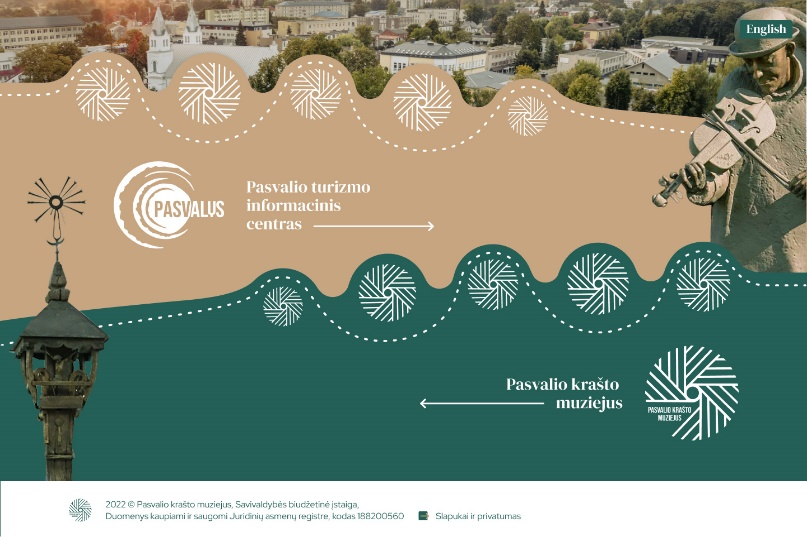 English
Pasvalio turizmo
informacinis
centras
PASVALUS
Pasvalio krašto
muziejus
PASVALIO KRAŠTO
MUZIEJUS
2022 © Pasvalio krašto muziejus, Savivaldybės biudžetinė įstaiga,
Duomenys kaupiami ir saugomi Juridinių asmenų registre, kodas 188200560
Slapukai ir privatumas